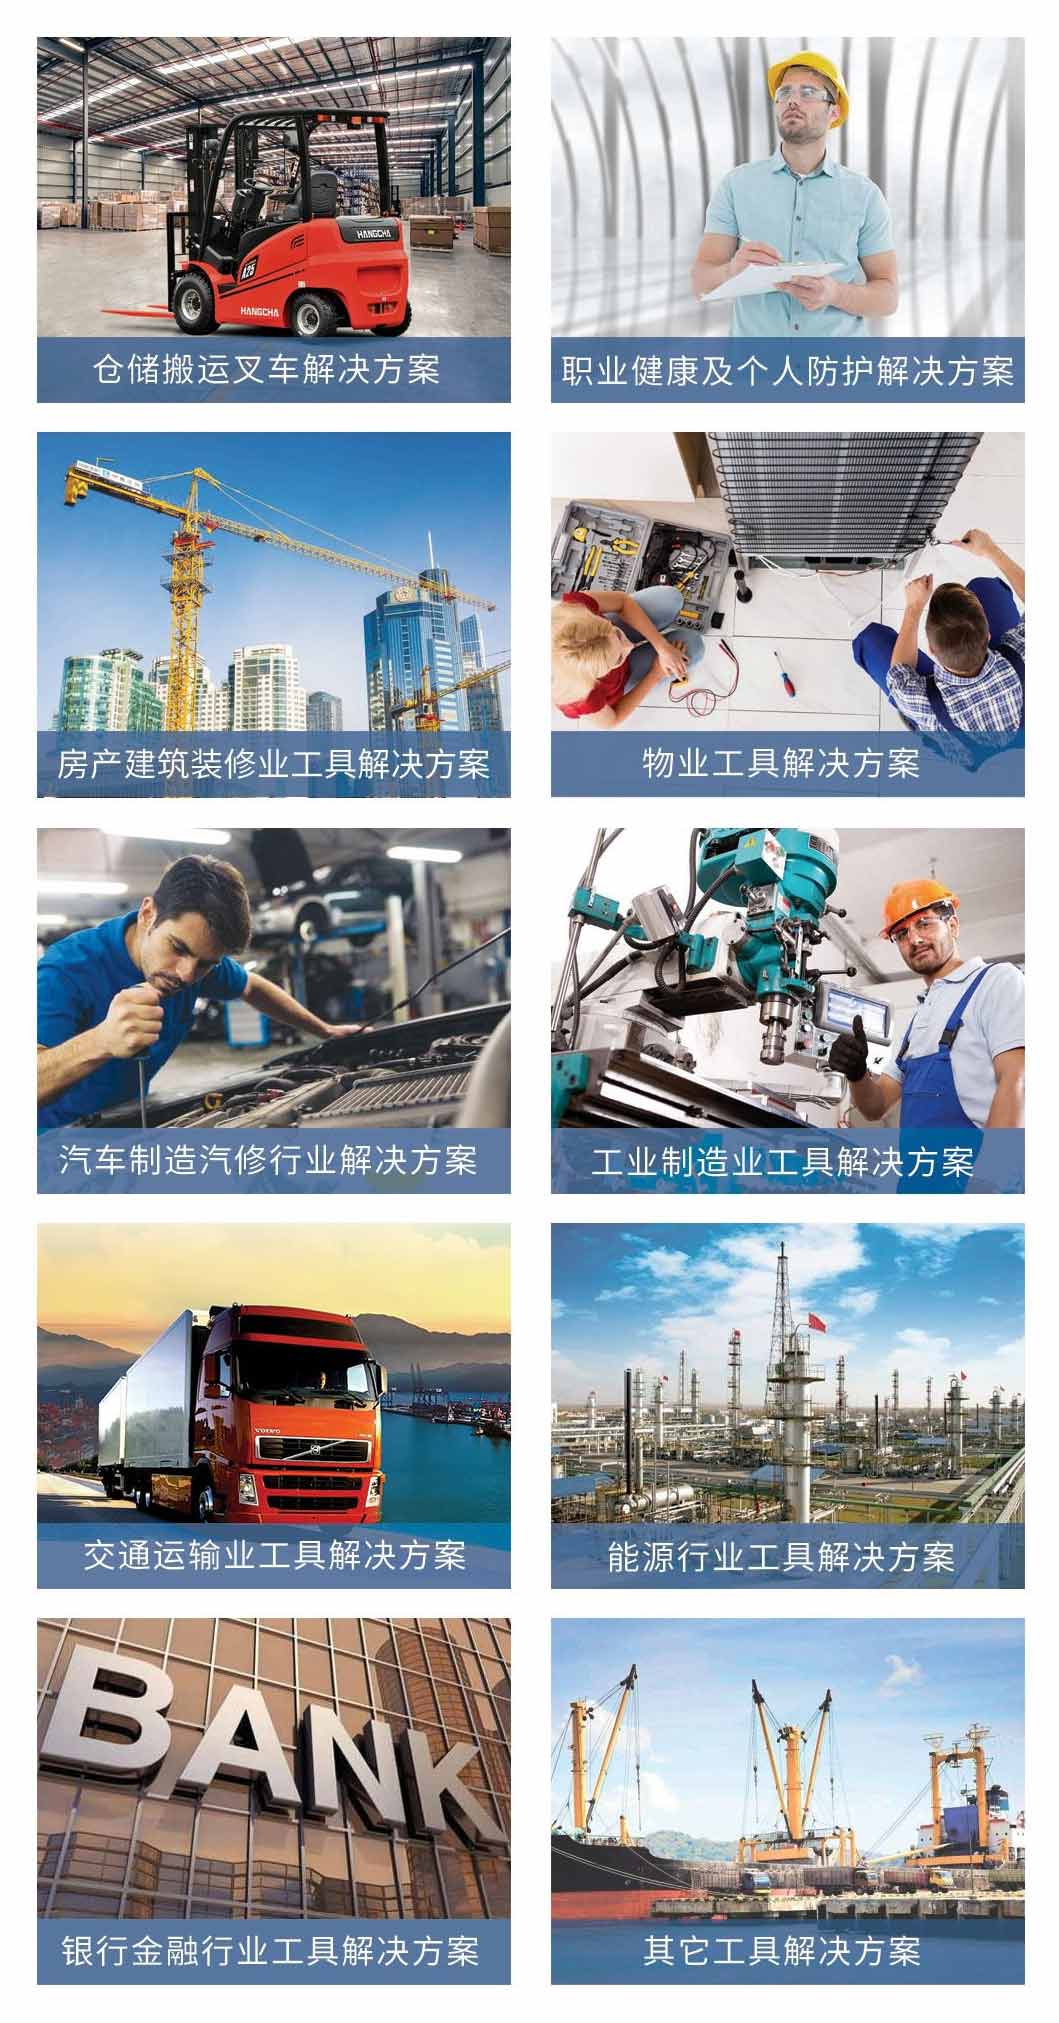 HANGCHA
A25
HANGCHA
仓储搬运叉车解决方案
职业健康及个人防护解决方案
房产建筑装修业工具解决方案
物业工具解决方案
汽车制造汽修行业解决方案
工业制造业工具解决方案
VOLVO
交通运输业工具解决方案
能源行业工具解决方案
BANK
银行金融行业工具解决方案
其它工具解决方案